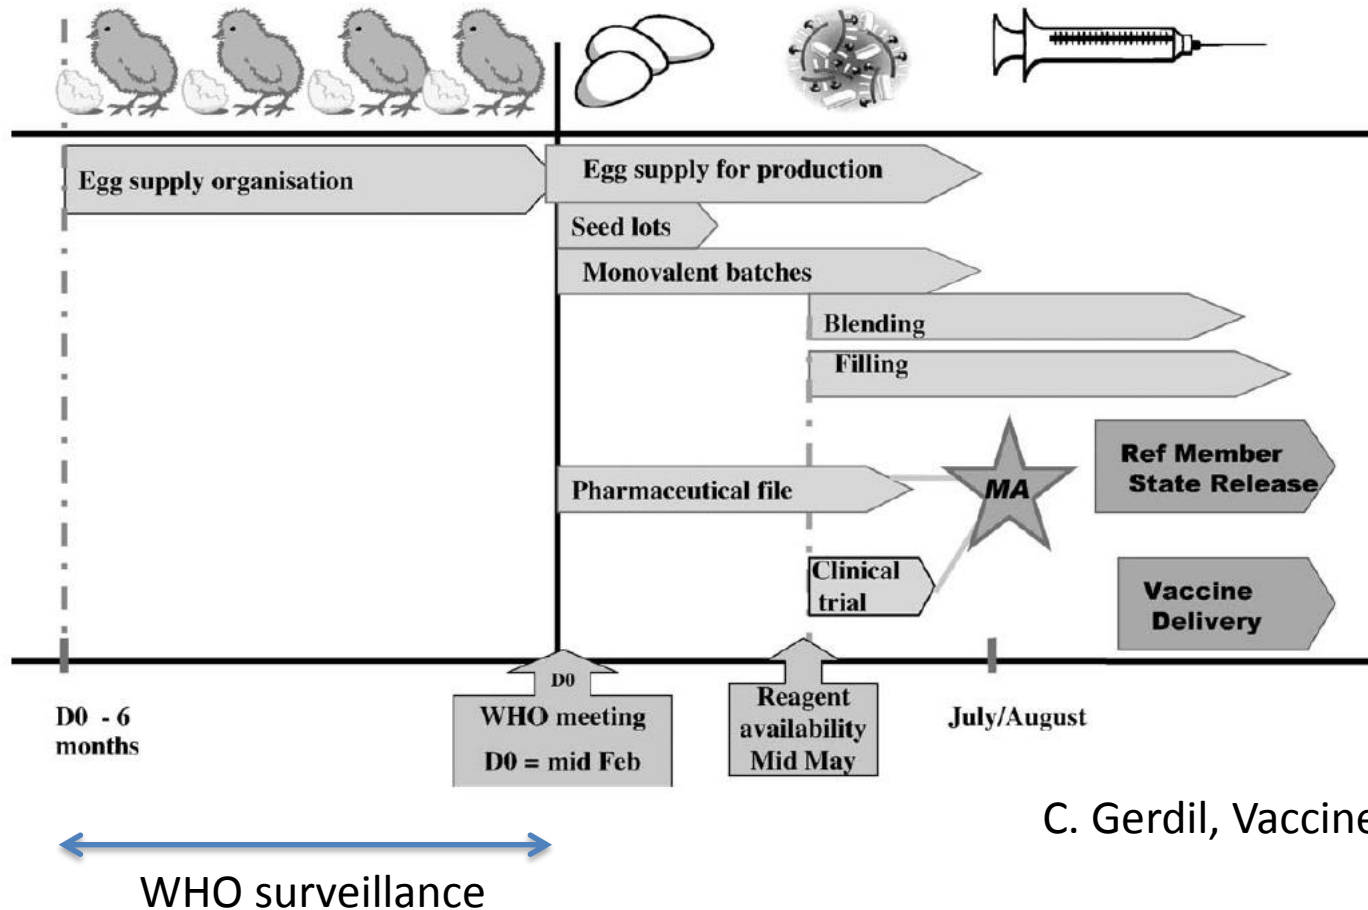 Egg supply organisation
Egg supply for production
Seed lots
Monovalent batches
Blending
Filling
Pharmaceutical file
MA
Ref Member
State Release
Clinical
trial
Vaccine
Delivery
D0 - 6
months
D0
WHO meeting
D0 = mid Feb
Reagent
availability
Mid May
July/August
C. Gerdil, Vaccine
WHO surveillance